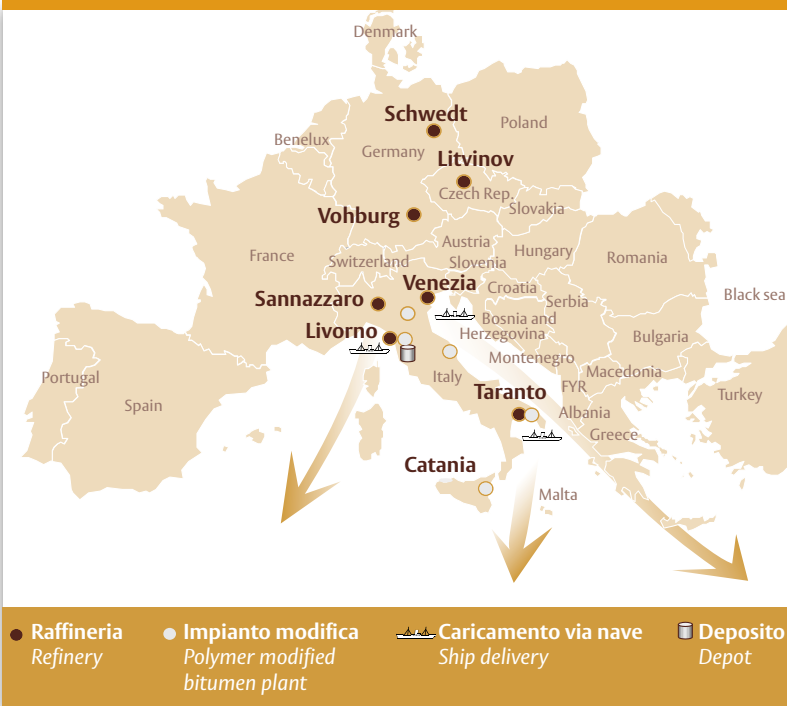 Denmark
Schwedt
Poland
Benelux
Germany
Litvinov
Czech Rep.
Slovakia
Vohburg
Austria
Hungary
France
Switzerland
Slovenia
Romania
Venezia
Croatia
Sannazzaro
Serbia
Black sea
Bosnia and
Herzegovina
Livorno
Bulgaria
Montenegro
Macedonia
Portugal
Italy
FYR
Turkey
Spain
Taranto
Albania
Greece
Catania
Malta
Raffineria
Refinery
Impianto modifica
Polymer modified
bitumen plant
Caricamento via nave
Ship delivery
Deposito
Depot